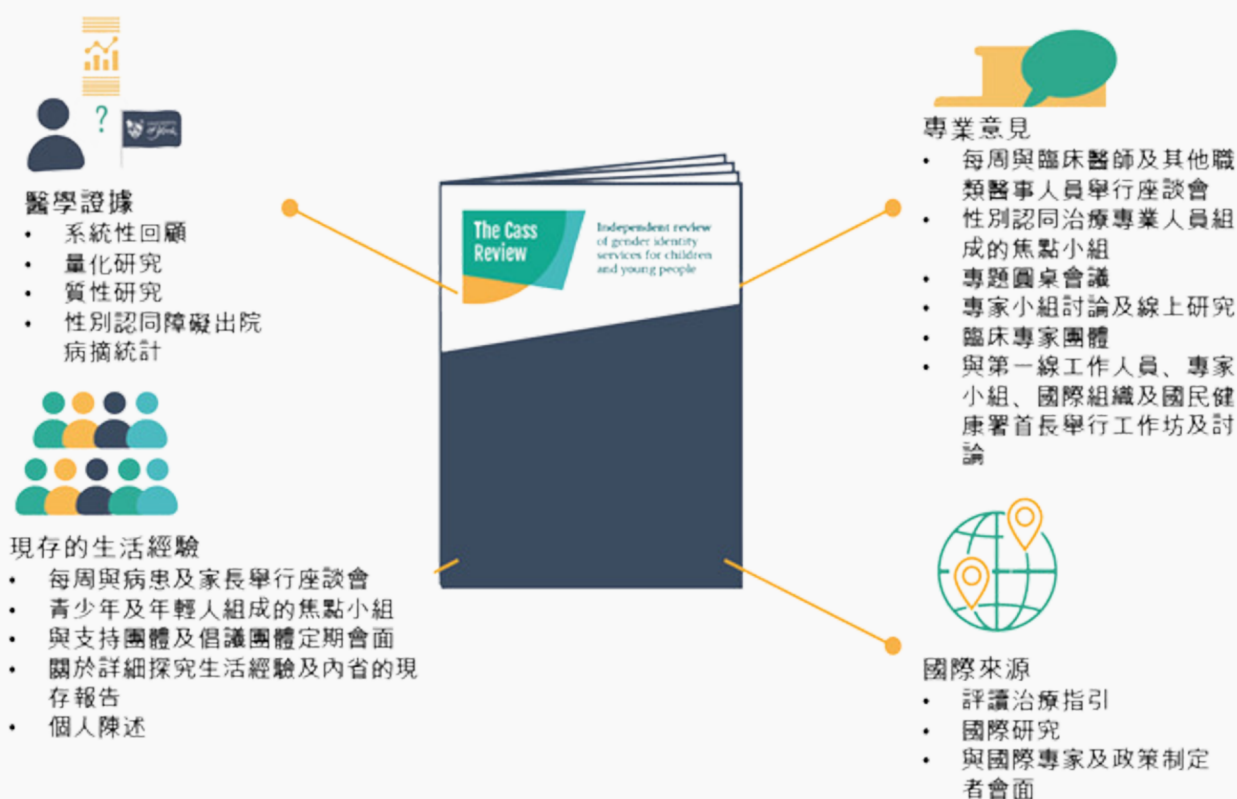 ?
UNIVERSITY
of York
醫學證據
• 系統性回顧
• 量化研究
• 質性研究
• 性別認同障礙出院
病摘統計
現存的生活經驗
• 每周與病患及家長舉行座談會
• 青少年及年輕人組成的焦點小組
• 與支持團體及倡議團體定期會面
• 關於詳細探究生活經驗及內省的現
存報告
• 個人陳述
The Cass
Review
Independent review
of gender identity
services for children
and young people
專業意見
• 每周與臨床醫師及其他職
類醫事人員舉行座談會
• 性別認同治療專業人員組
成的焦點小組
• 專題圓桌會議
• 專家小組討論及線上研究
• 臨床專家團體
• 與第一線工作人員、專家
小組、國際組織及國民健
康署首長舉行工作坊及討
論
國際來源
• 評讀治療指引
• 國際研究
• 與國際專家及政策制定
者會面